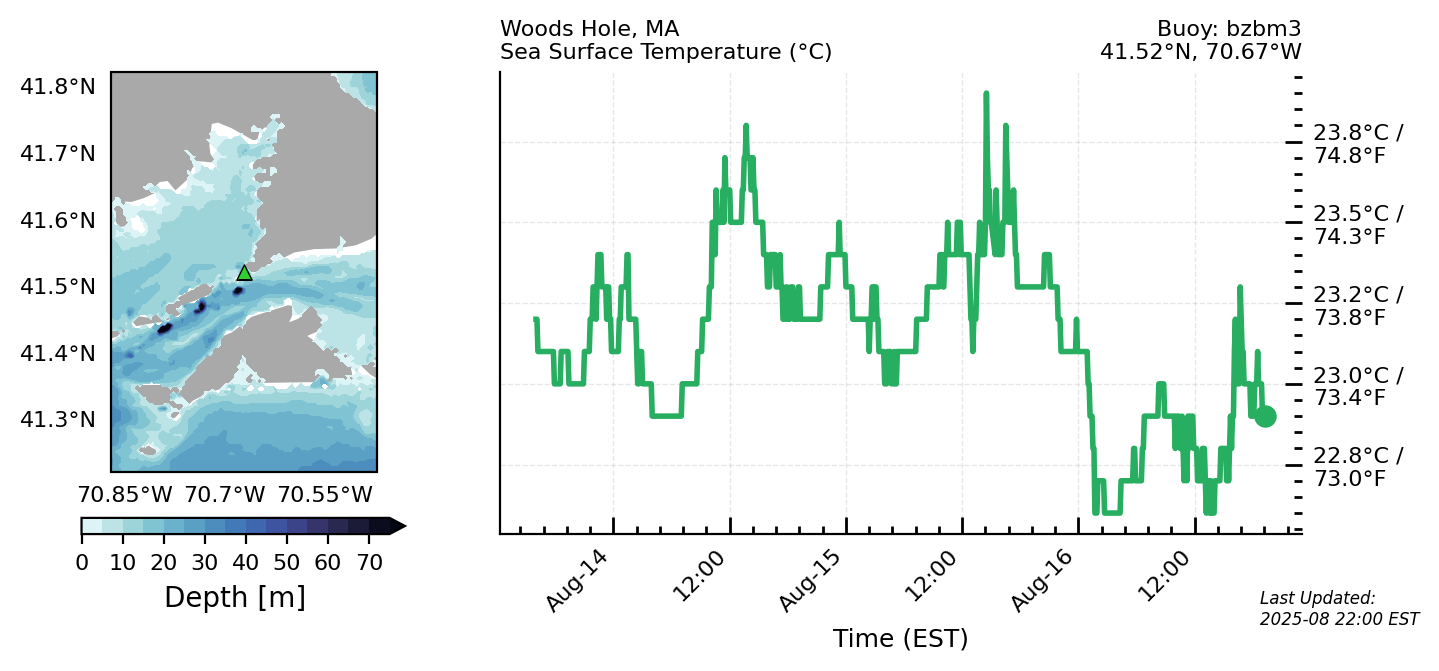 Woods Hole, MA
Sea Surface Temperature (°C)
Buoy: bzbm3
41.52°N, 70.67°W
41.8°N
41.7°N
41.6°N
41.5°N
41.4°N
41.3°N
70.85°W 70.7°W 70.55°W
0 10 20 30 40 50 60 70
Depth [m]
23.8°C /
74.8°F
23.5°C /
74.3°F
23.2°C /
73.8°F
23.0°C /
73.4°F
22.8°C /
73.0°F
Aug-14
12:00
Aug-15
12:00
Aug-16
12:00
Time (EST)
Last Updated:
2025-08 22:00 EST